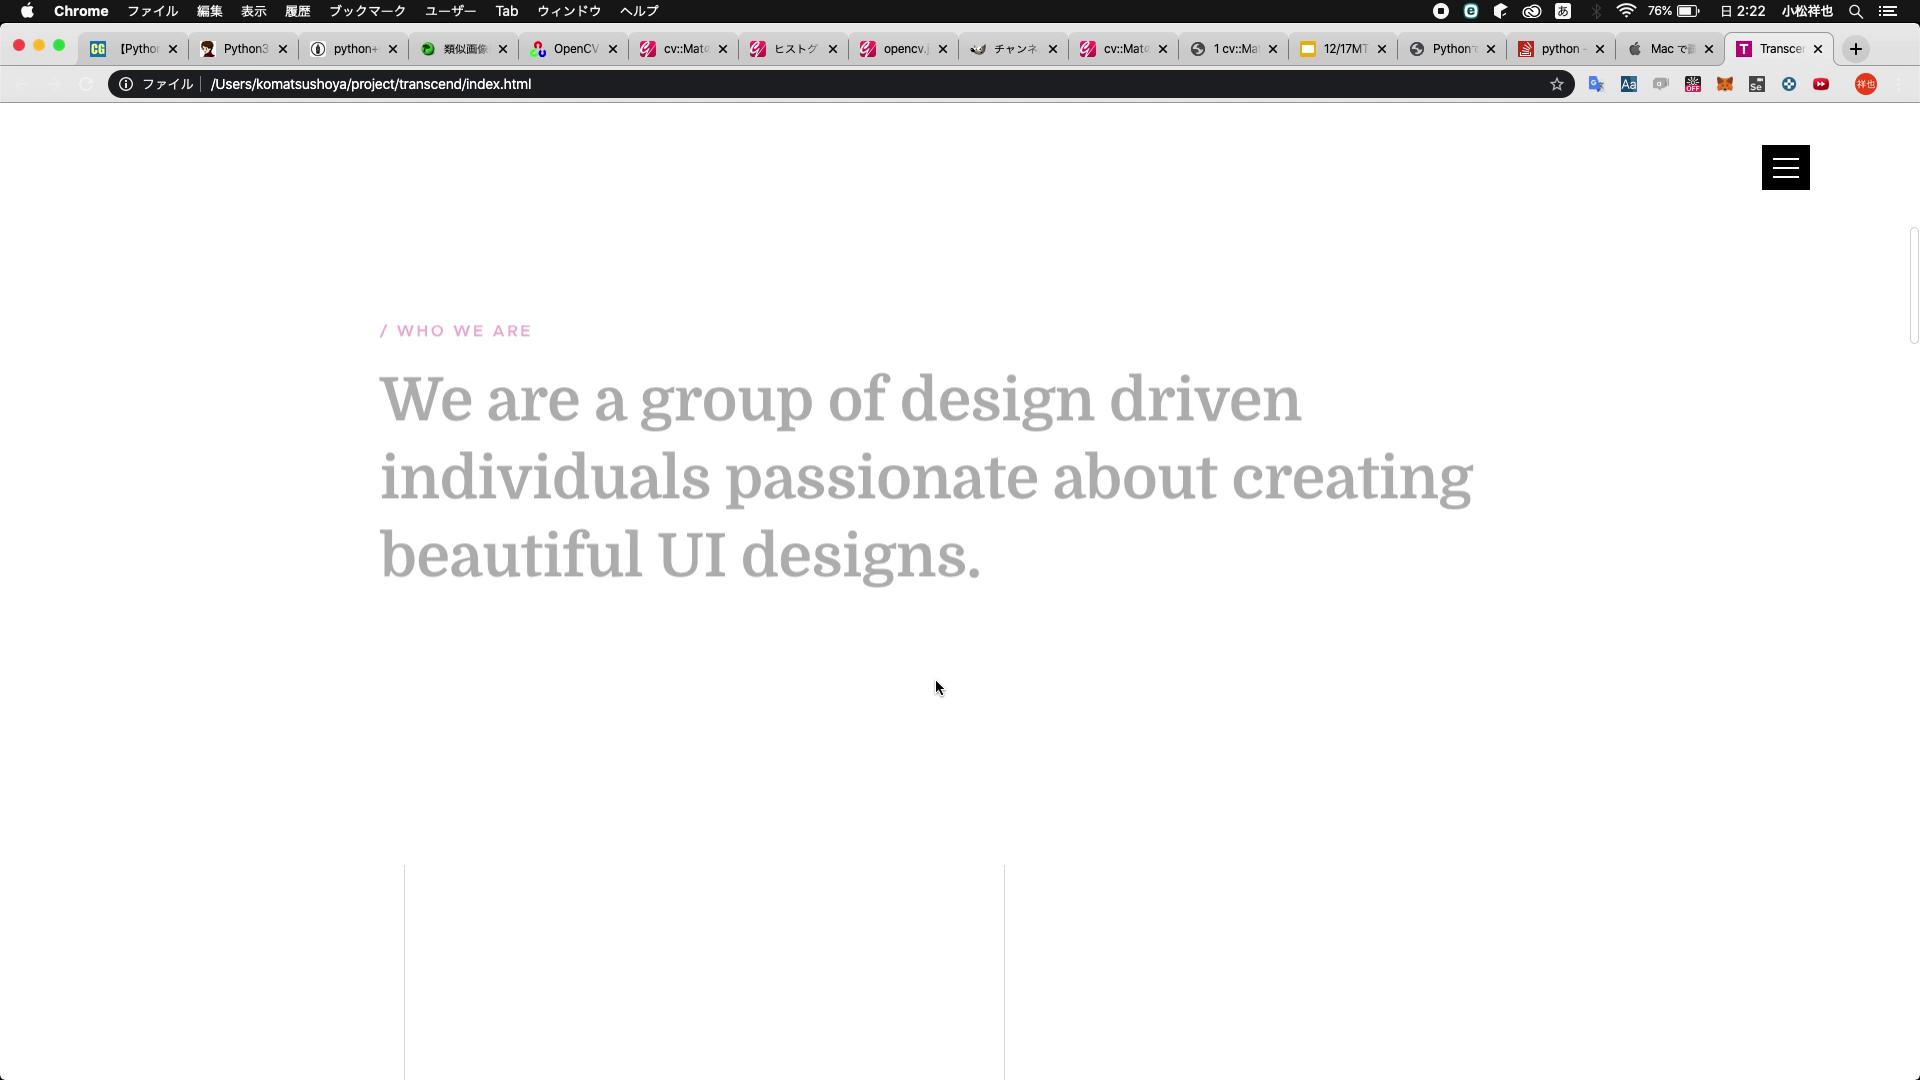 Chrome ファイル 編集 表示 履歴 ブックマーク ユーザー Tab ウィンドウ ヘルプ 76% 日 2:22 小松祥也
【Pythor Python3 python+ 類似画像 OpenCV cv::Mat ヒストグ opencv. チャンネ cv::Mat 1 cv::Ma 12/17MT Python python - Mac で Transce
ファイル /Users/komatsushoya/project/transcend/index.html 祥也
/ WHO WE ARE
We are a group of design driven
individuals passionate about creating
beautiful UI designs.